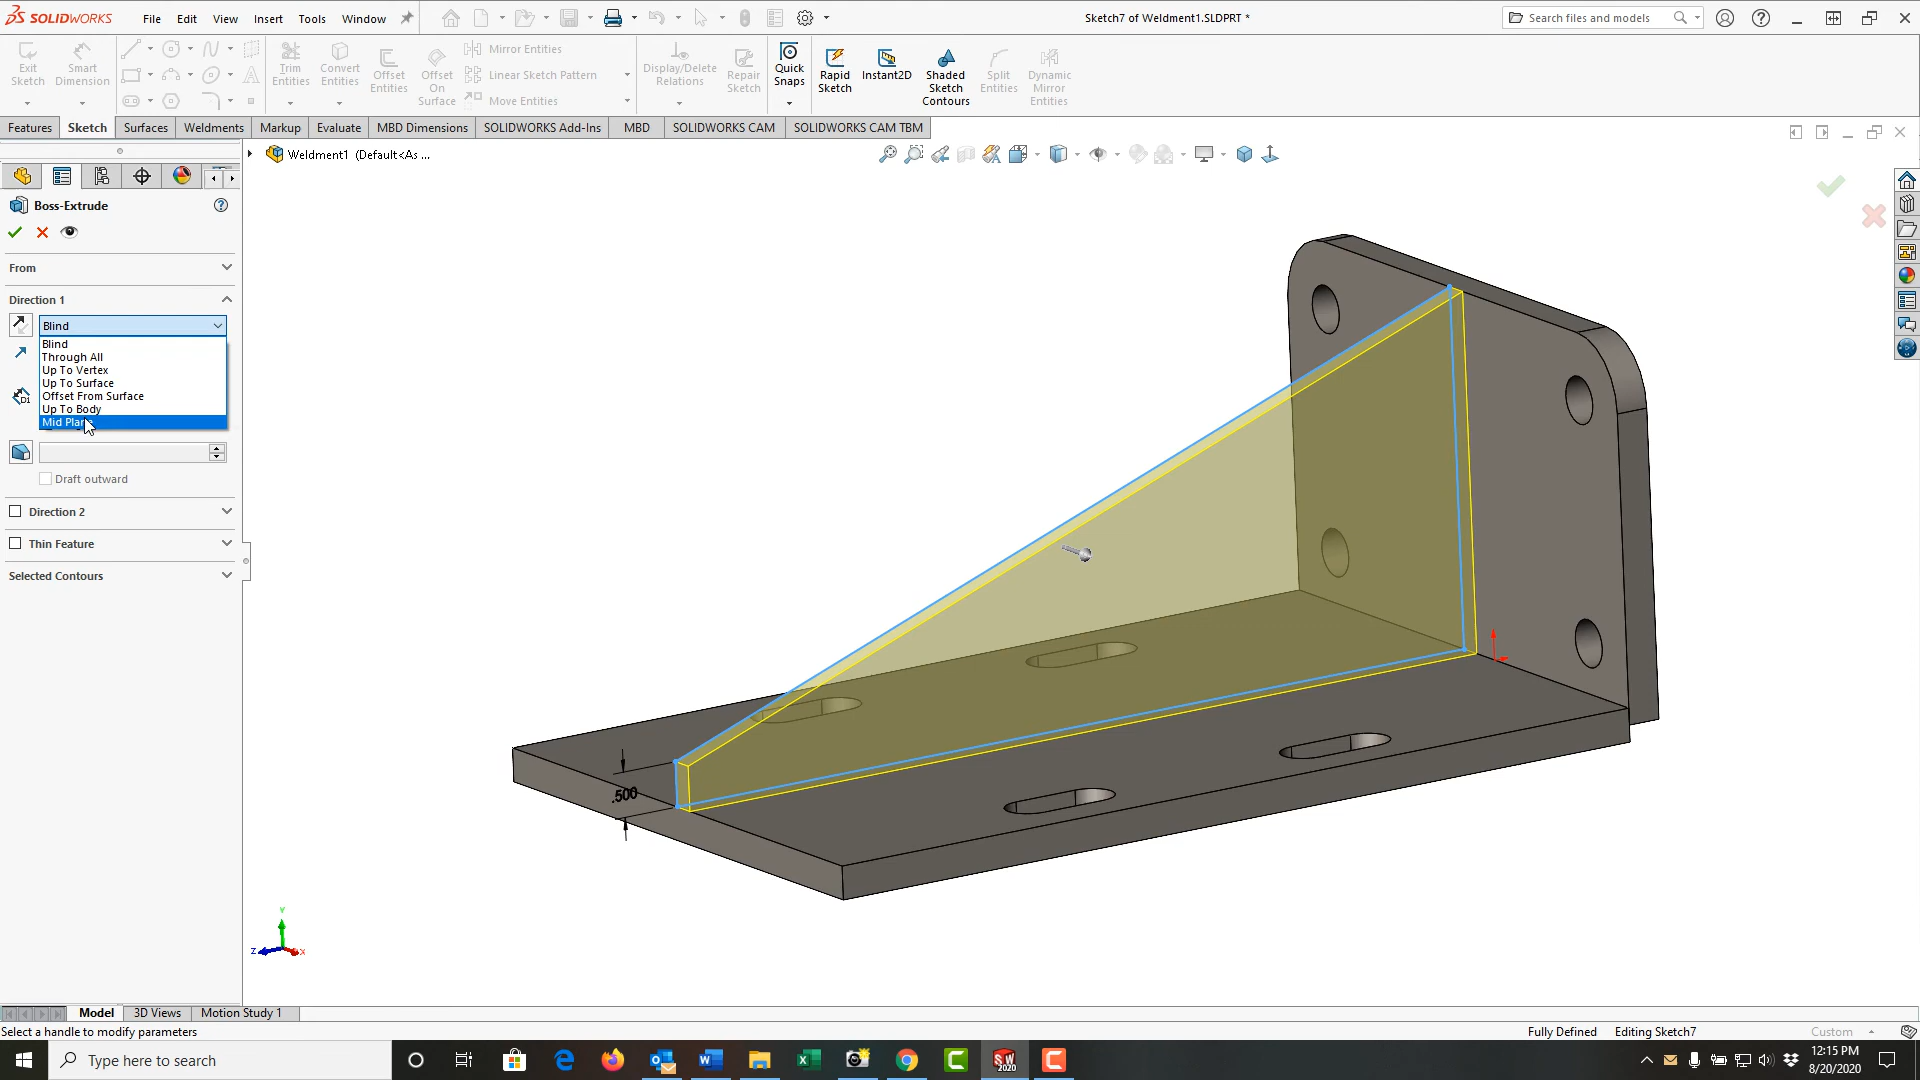 SOLIDWORKS
File Edit View Insert Tools Window
Sketch7 of Weldment1.SLDPRT *
Search files and models
Exit Sketch
Smart Dimension
Trim Entities
Convert Entities
Offset Entities
Offset On Surface
Mirror Entities
Linear Sketch Pattern
Move Entities
Display/Delete Relations
Repair Sketch
Quick Snaps
Rapid Sketch
Instant2D
Shaded Sketch Contours
Split Entities
Dynamic Mirror Entities
Features Sketch Surfaces Weldments Markup Evaluate MBD Dimensions SOLIDWORKS Add-Ins MBD SOLIDWORKS CAM SOLIDWORKS CAM TBM
Weldment1 (Default<As ...
Boss-Extrude
From
Direction 1
Blind
Blind
Through All
Up To Vertex
Up To Surface
Offset From Surface
Up To Body
Mid Plane
Draft outward
Direction 2
Thin Feature
Selected Contours
.500
Y
Z
X
Model 3D Views Motion Study 1
Select a handle to modify parameters
Fully Defined Editing Sketch7 Custom
Type here to search
12:15 PM
8/20/2020